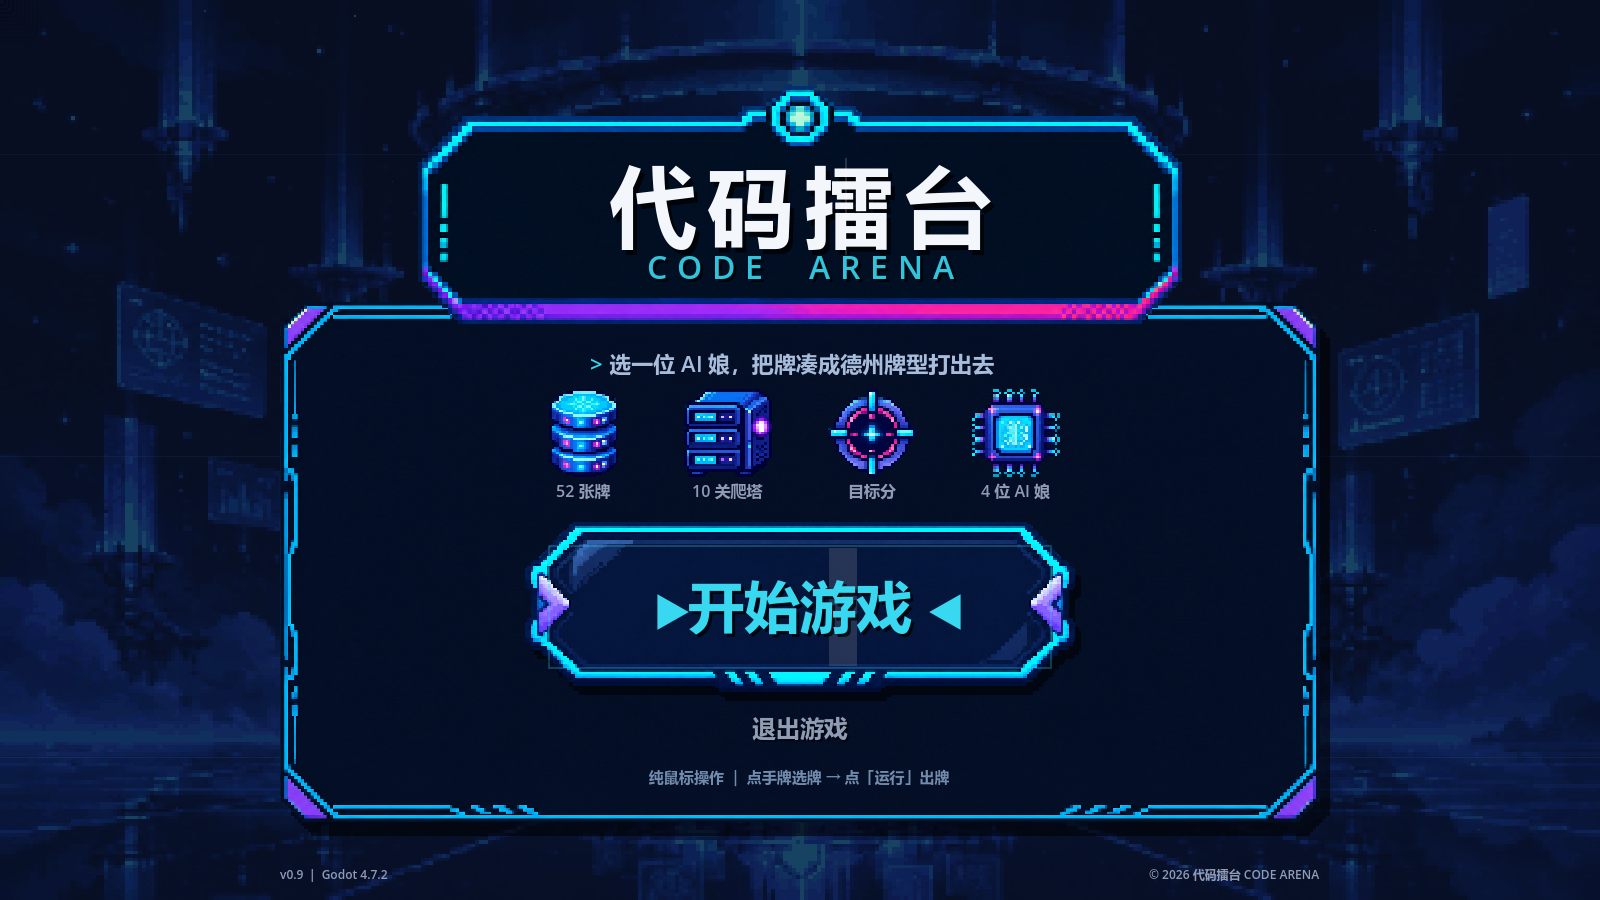 代码擂台
CODE ARENA
> 选一位 AI 娘，把牌凑成德州牌型打出去
52 张牌
10 关爬塔
目标分
4 位 AI 娘
▶开始游戏 ◀
退出游戏
纯鼠标操作 | 点手牌选牌 → 点「运行」出牌
v0.9 | Godot 4.7.2
© 2026 代码擂台 CODE ARENA